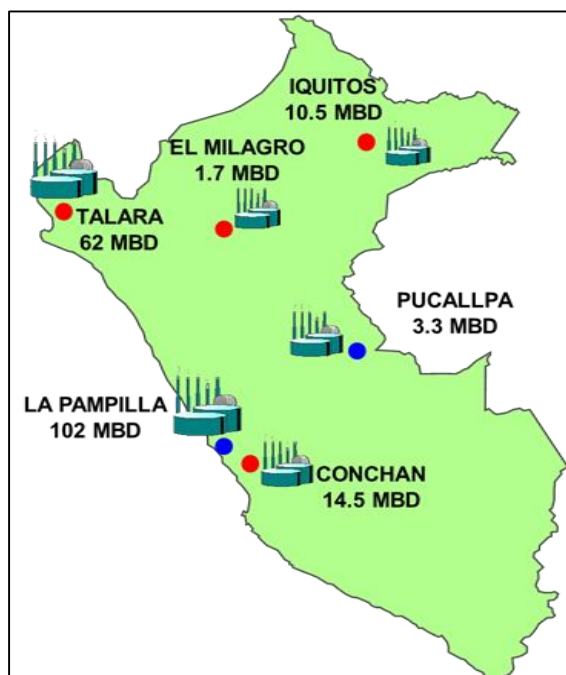 IQUITOS
10.5 MBD
EL MILAGRO
1.7 MBD
TALARA
62 MBD
PUCALLPA
3.3 MBD
LA PAMPILLA
102 MBD
CONCHAN
14.5 MBD